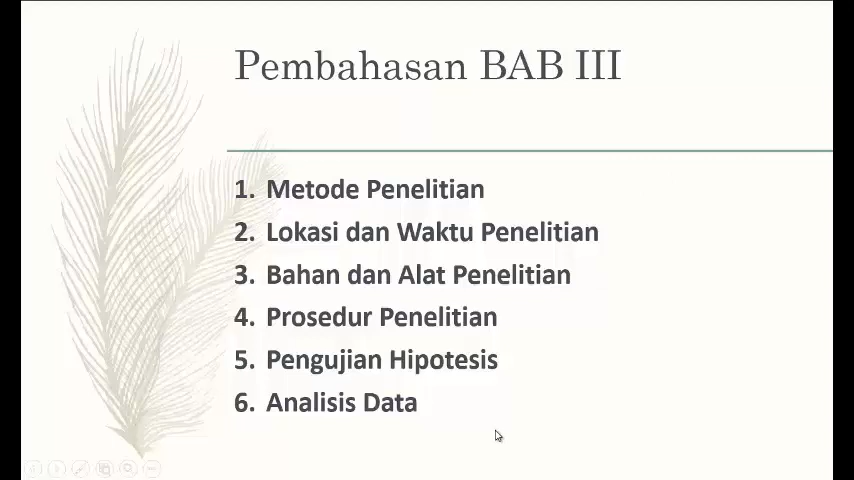 Pembahasan BAB III
1. Metode Penelitian
2. Lokasi dan Waktu Penelitian
3. Bahan dan Alat Penelitian
4. Prosedur Penelitian
5. Pengujian Hipotesis
6. Analisis Data